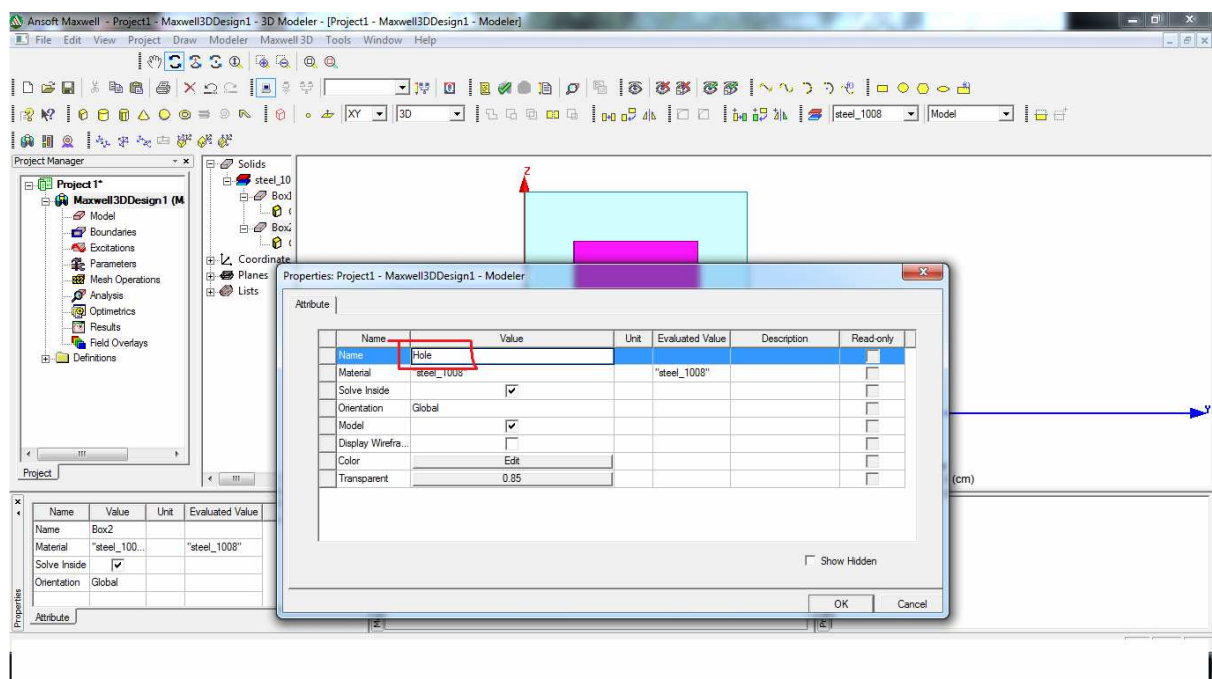 Ansoft Maxwell - Project1 - Maxwell3DDesign1 - 3D Modeler - [Project1 - Maxwell3DDesign1 - Modeler]
File Edit View Project Draw Modeler Maxwell 3D Tools Window Help
XY 3D steel_1008 Model
Project Manager
Project1*
Maxwell3DDesign1 (M
Model
Boundaries
Excitations
Parameters
Mesh Operations
Analysis
Optimetrics
Results
Field Overlays
Definitions
Project
Solids
steel_10
Box1
Box2
Coordinate
Planes
Lists
Z
Y
(cm)
Properties: Project1 - Maxwell3DDesign1 - Modeler
Attribute
Name Value Unit Evaluated Value Description Read-only
Name Hole
Material "steel_1008" "steel_1008"
Solve Inside
Orientation Global
Model
Display Wirefra...
Color Edit
Transparent 0.85
Show Hidden
OK Cancel
Name Value Unit Evaluated Value
Name Box2
Material "steel_100... "steel_1008"
Solve Inside
Orientation Global
Attribute
Properties